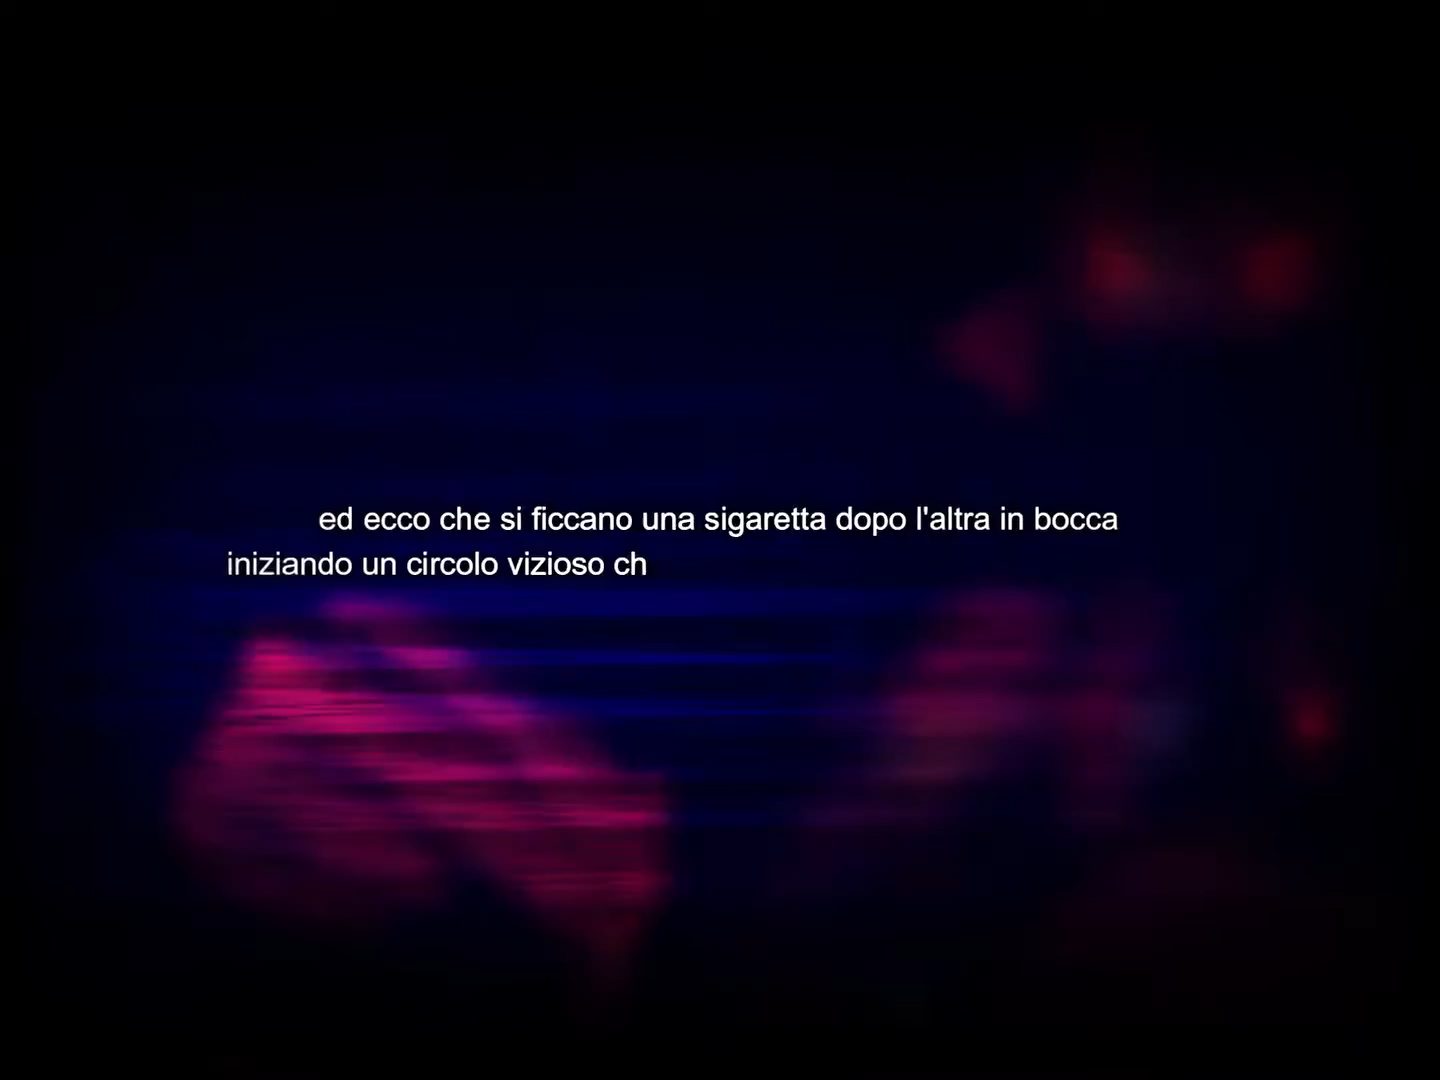 ed ecco che si ficcano una sigaretta dopo l'altra in bocca
iniziando un circolo vizioso ch